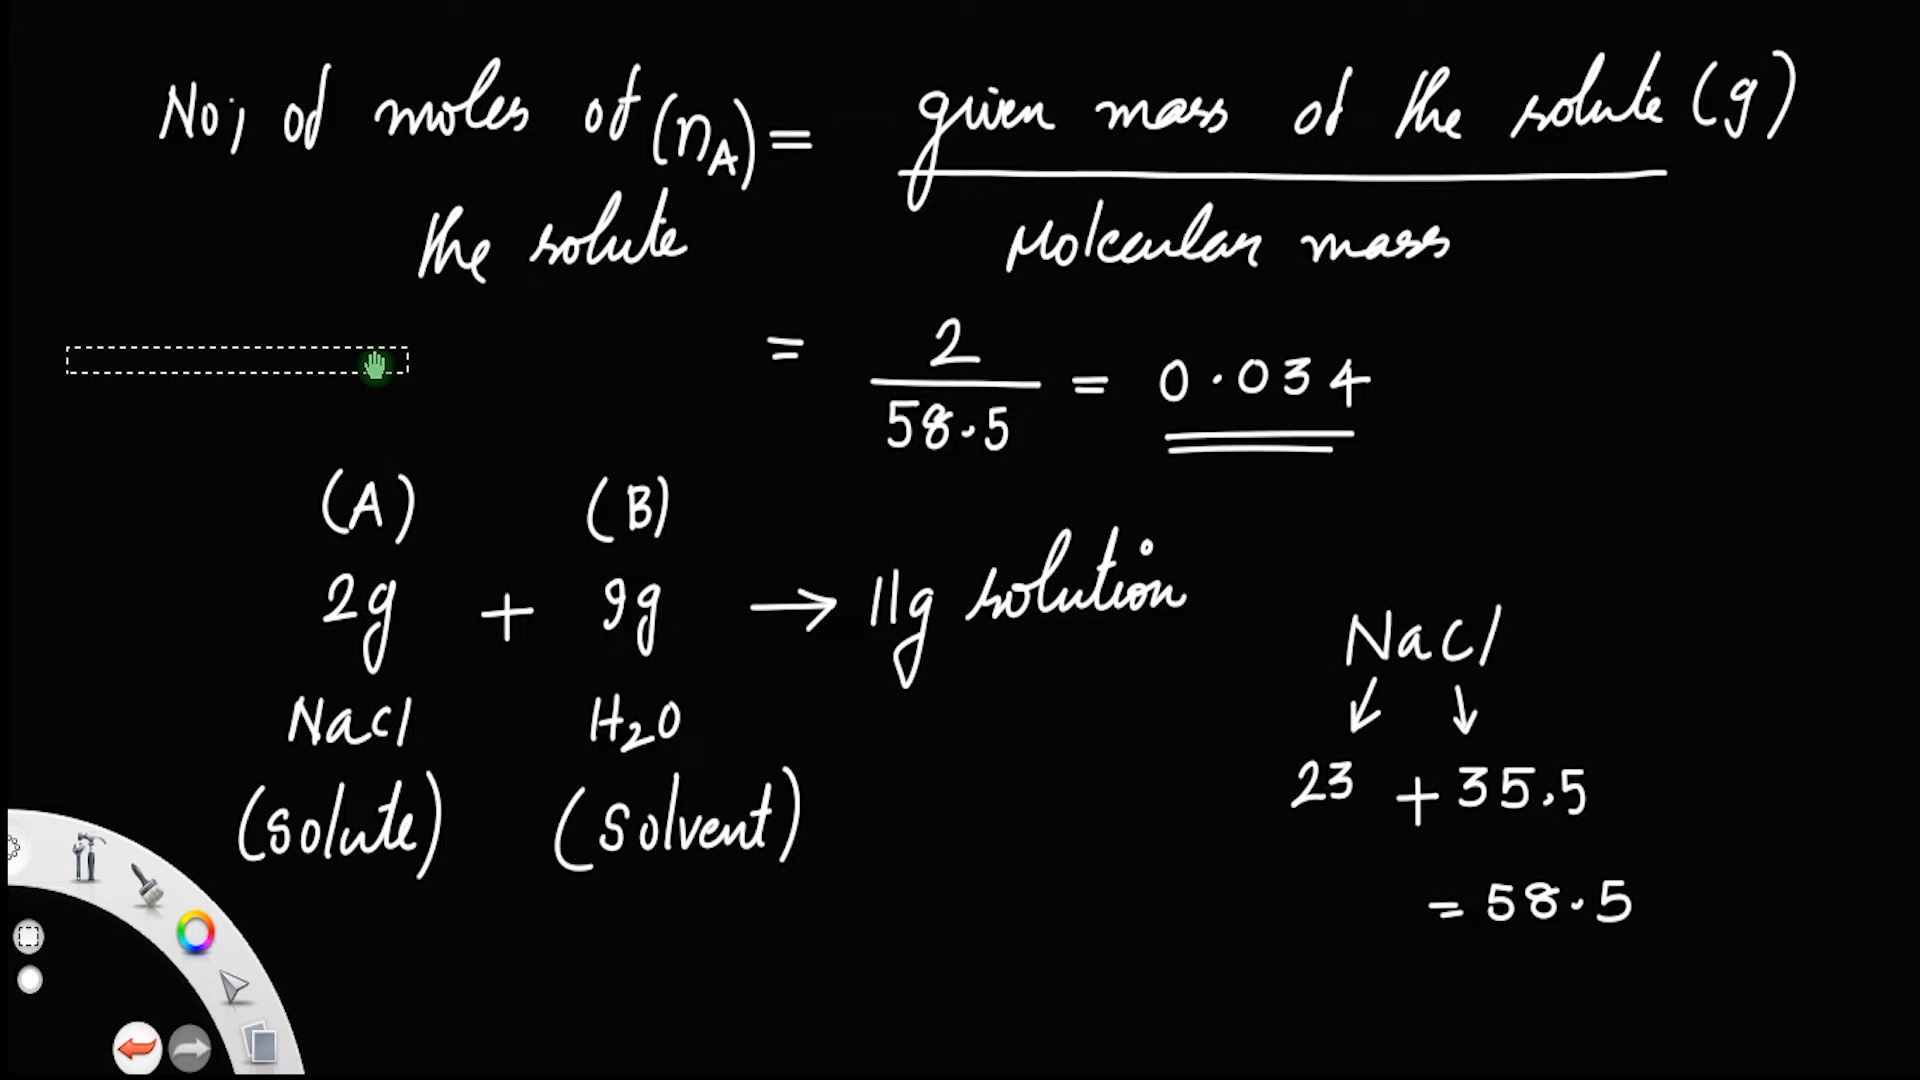 No; of moles of (nA) = given mass of the solute (g)
the solute Molecular mass
= 2 / 58.5 = 0.034
(A) (B)
2g + 9g → 11g solution
NaCl H2O
(Solute) (Solvent)
NaCl
↙ ↓
23 + 35.5
= 58.5